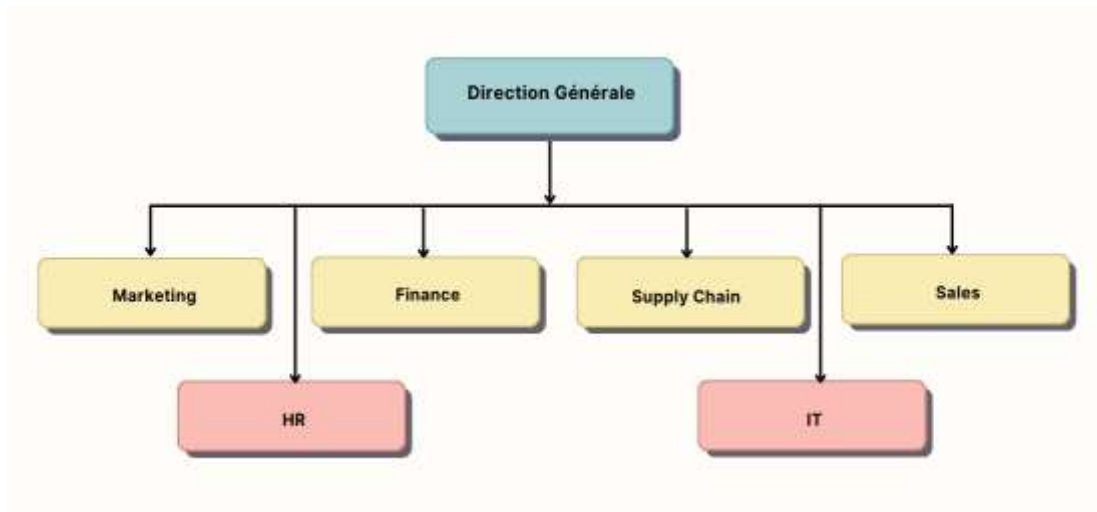 Direction Générale
Marketing
Finance
Supply Chain
Sales
HR
IT